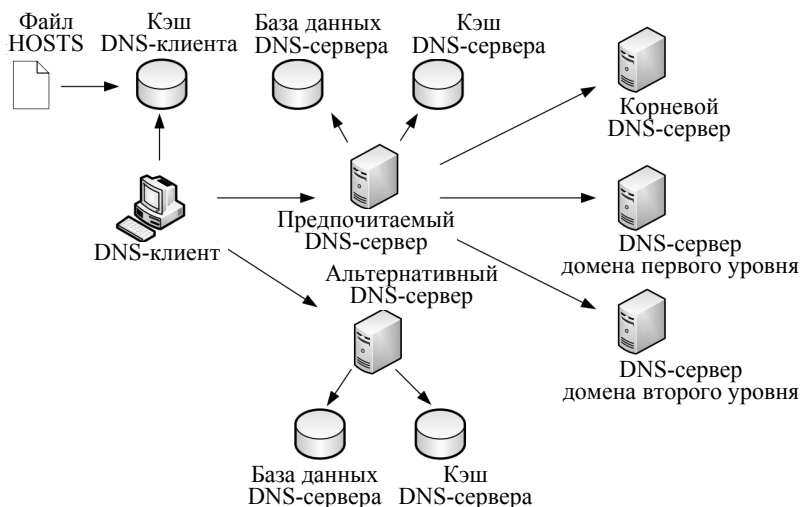 Файл
HOSTS
Кэш
DNS-клиента
База данных
DNS-сервера
Кэш
DNS-сервера
Корневой
DNS-сервер
DNS-клиент
Предпочитаемый
DNS-сервер
DNS-сервер
домена первого уровня
Альтернативный
DNS-сервер
DNS-сервер
домена второго уровня
База данных
DNS-сервера
Кэш
DNS-сервера